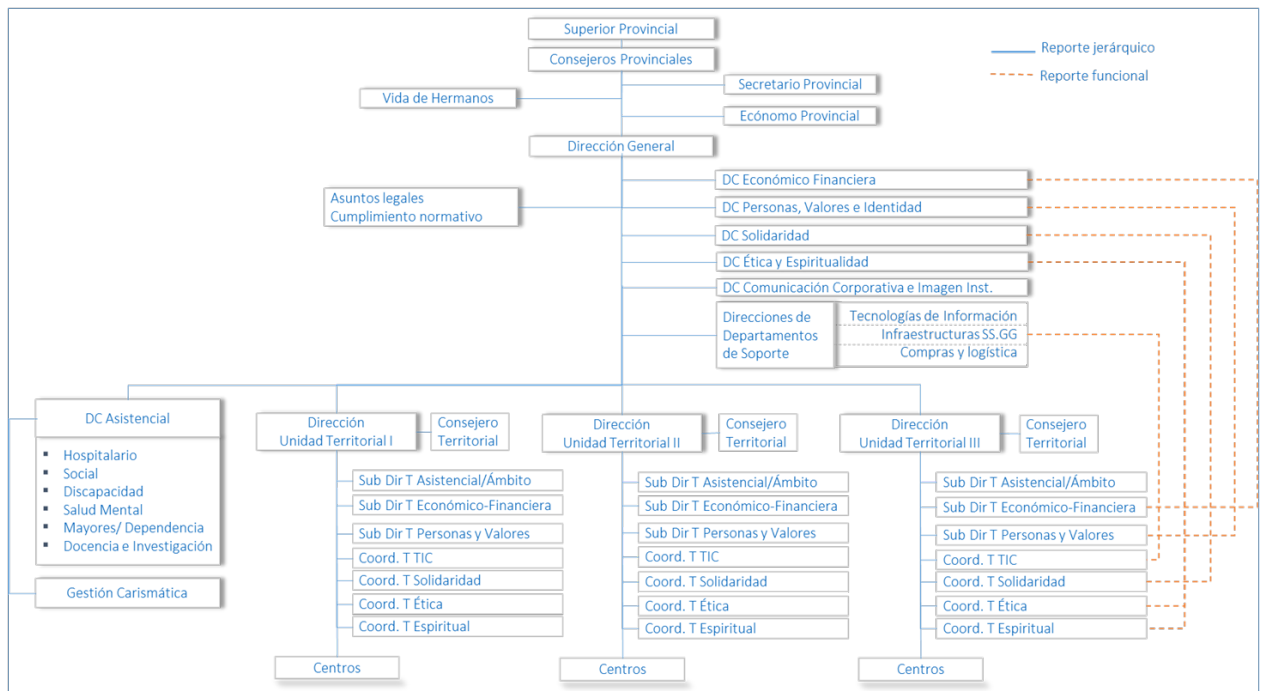 Superior Provincial
Consejeros Provinciales
Reporte jerárquico
Reporte funcional
Vida de Hermanos
Secretario Provincial
Ecónomo Provincial
Dirección General
DC Económico Financiera
Asuntos legales
Cumplimiento normativo
DC Personas, Valores e Identidad
DC Solidaridad
DC Ética y Espiritualidad
DC Comunicación Corporativa e Imagen Inst.
Direcciones de
Departamentos
de Soporte
Tecnologías de Información
Infraestructuras SS.GG
Compras y logística
DC Asistencial
Hospitalario
Social
Discapacidad
Salud Mental
Mayores/ Dependencia
Docencia e Investigación
Gestión Carismática
Dirección
Unidad Territorial I
Consejero
Territorial
Sub Dir T Asistencial/Ámbito
Sub Dir T Económico-Financiera
Sub Dir T Personas y Valores
Coord. T TIC
Coord. T Solidaridad
Coord. T Ética
Coord. T Espiritual
Centros
Dirección
Unidad Territorial II
Consejero
Territorial
Sub Dir T Asistencial/Ámbito
Sub Dir T Económico-Financiera
Sub Dir T Personas y Valores
Coord. T TIC
Coord. T Solidaridad
Coord. T Ética
Coord. T Espiritual
Centros
Dirección
Unidad Territorial III
Consejero
Territorial
Sub Dir T Asistencial/Ámbito
Sub Dir T Económico-Financiera
Sub Dir T Personas y Valores
Coord. T TIC
Coord. T Solidaridad
Coord. T Ética
Coord. T Espiritual
Centros